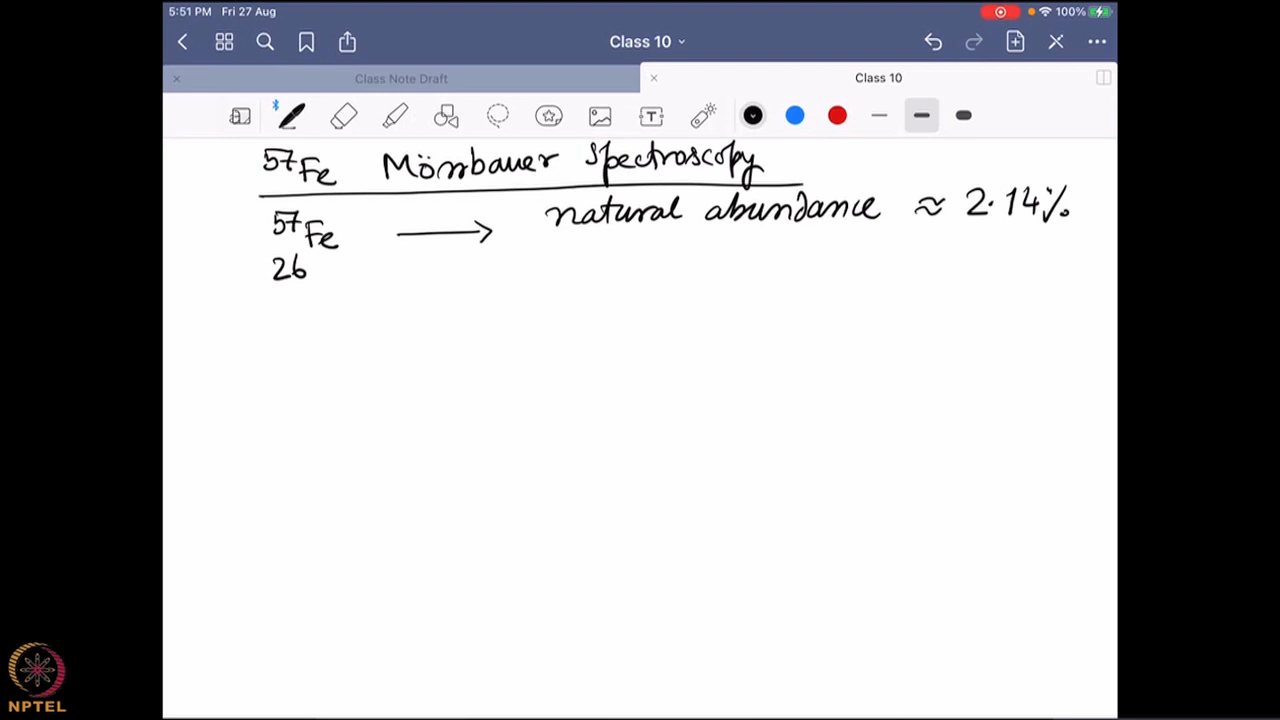 5:51 PM Fri 27 Aug 100%
Class 10
Class Note Draft Class 10
T
57Fe Mössbauer Spectroscopy
57Fe → natural abundance ≈ 2.14%
26
NPTEL